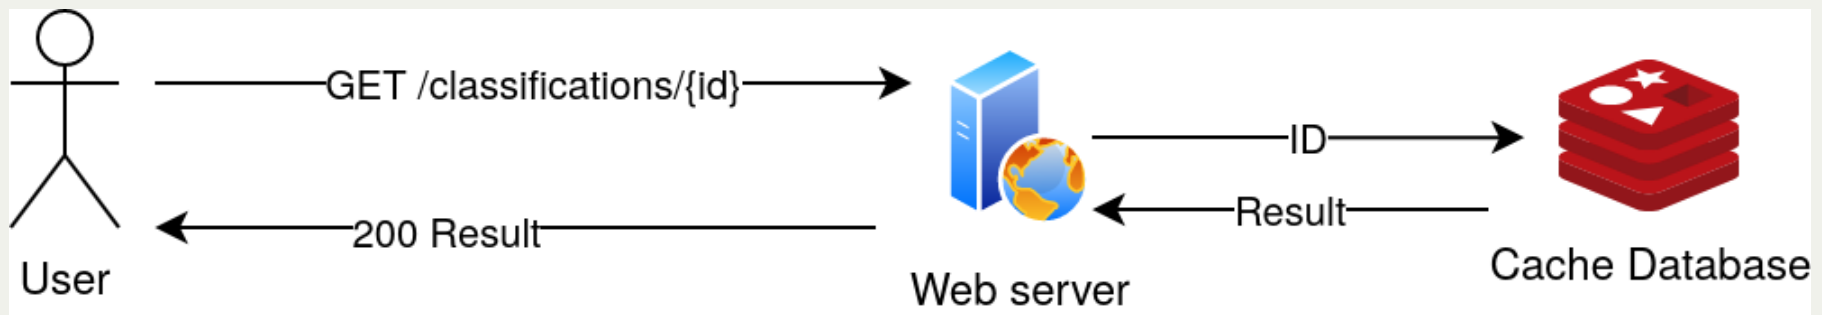 GET /classifications/{id}
ID
Result
200 Result
User
Web server
Cache Database